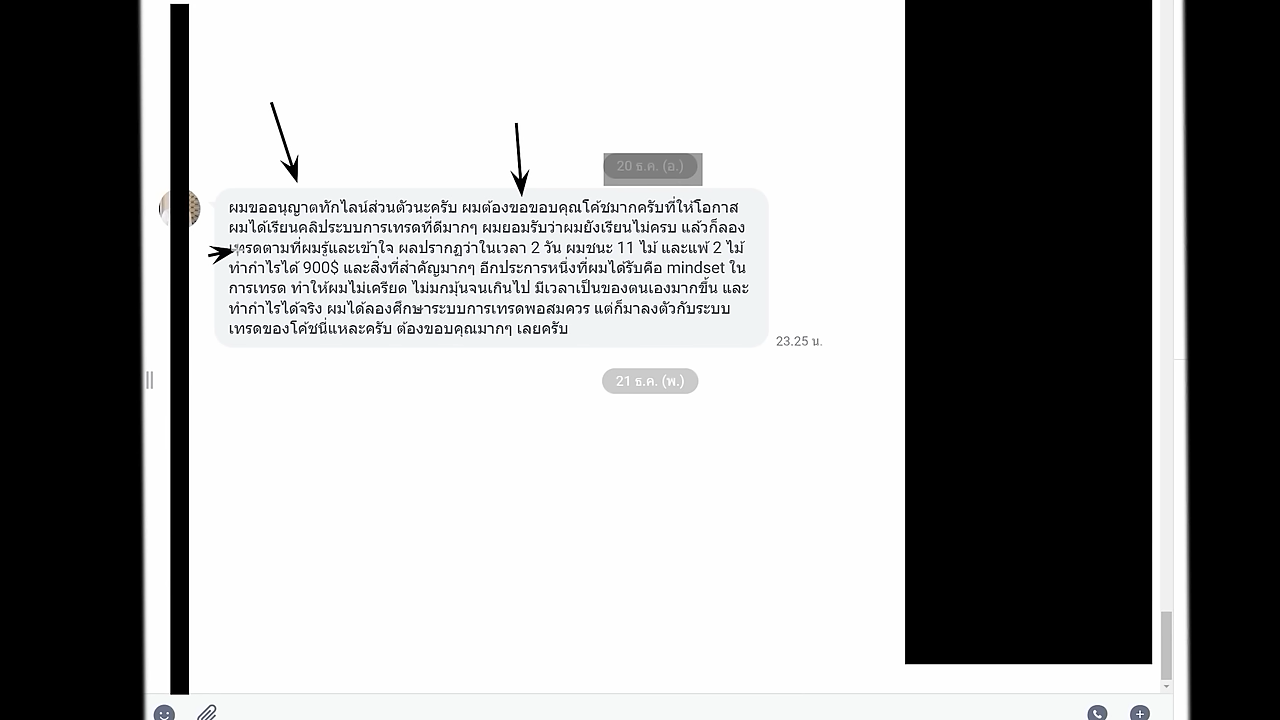 20 ธ.ค. (อ.)
ผมขออนุญาตทักไลน์ส่วนตัวนะครับ ผมต้องขอขอบคุณโค้ชมากครับที่ให้โอกาส
ผมได้เรียนคลิประบบการเทรดที่ดีมากๆ ผมยอมรับว่าผมยังเรียนไม่ครบ แล้วก็ลอง
เทรดตามที่ผมรู้และเข้าใจ ผลปรากฏว่าในเวลา 2 วัน ผมชนะ 11 ไม้ และแพ้ 2 ไม้
ทำกำไรได้ 900$ และสิ่งที่สำคัญมากๆ อีกประการหนึ่งที่ผมได้รับคือ mindset ใน
การเทรด ทำให้ผมไม่เครียด ไม่มกมุ้นจนเกินไป มีเวลาเป็นของตนเองมากขึ้น และ
ทำกำไรได้จริง ผมได้ลองศึกษาระบบการเทรดพอสมควร แต่ก็มาลงตัวกับระบบ
เทรดของโค้ชนี่แหละครับ ต้องขอบคุณมากๆ เลยครับ
23.25 น.
21 ธ.ค. (พ.)